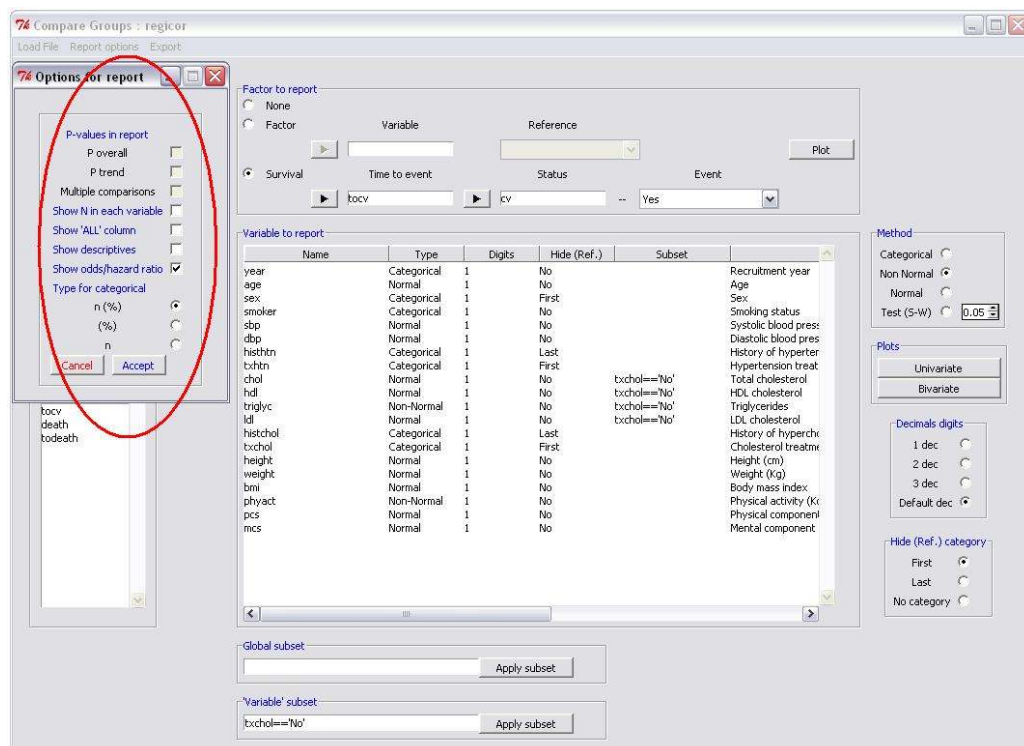 Compare Groups : regicor
Load File Report options Export
Options for report
P-values in report
P overall
P trend
Multiple comparisons
Show N in each variable
Show 'ALL' column
Show descriptives
Show odds/hazard ratio
Type for categorical
n (%)
(%)
n
Cancel Accept
tocv
death
todeath
Factor to report
None
Factor Variable Reference
Plot
Survival Time to event Status Event
tocv cv -- Yes
Variable to report
Name Type Digits Hide (Ref.) Subset
year Categorical 1 No Recruitment year
age Normal 1 No Age
sex Categorical 1 First Sex
smoker Categorical 1 No Smoking status
sbp Normal 1 No Systolic blood press
dbp Normal 1 No Diastolic blood pres
histhtn Categorical 1 Last History of hyperter
txhtn Categorical 1 First Hypertension treat
chol Normal 1 No txchol=='No' Total cholesterol
hdl Normal 1 No txchol=='No' HDL cholesterol
triglyc Non-Normal 1 No txchol=='No' Triglycerides
ldl Normal 1 No txchol=='No' LDL cholesterol
histchol Categorical 1 Last History of hypercho
txchol Categorical 1 First Cholesterol treatme
height Normal 1 No Height (cm)
weight Normal 1 No Weight (Kg)
bmi Normal 1 No Body mass index
phyact Non-Normal 1 No Physical activity (Kc
pcs Normal 1 No Physical component
mcs Normal 1 No Mental component
Method
Categorical
Non Normal
Normal
Test (S-W) 0.05
Plots
Univariate
Bivariate
Decimals digits
1 dec
2 dec
3 dec
Default dec
Hide (Ref.) category
First
Last
No category
Global subset
Apply subset
'Variable' subset
txchol=='No' Apply subset